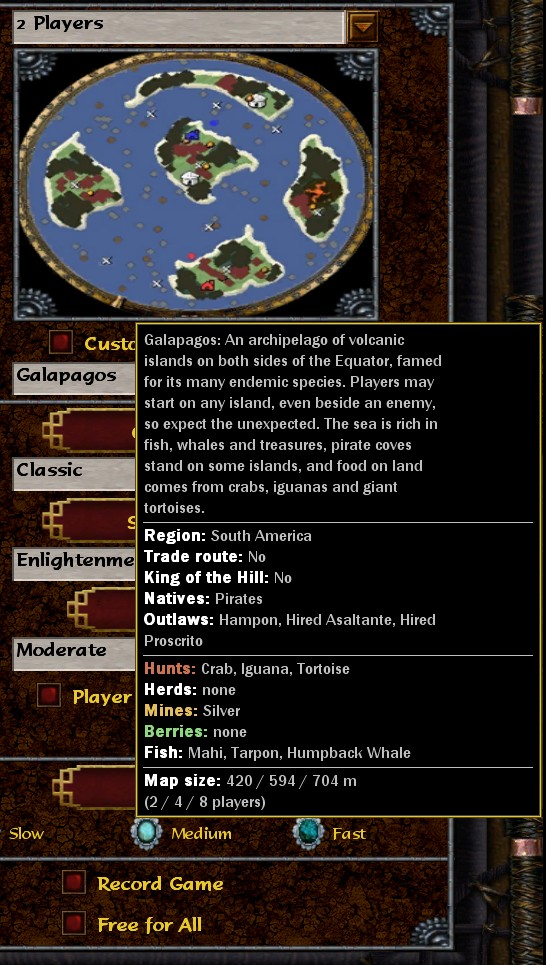 2 Players
Custo
Galapagos
Classic
Enlightenme
Moderate
Player
Galapagos: An archipelago of volcanic
islands on both sides of the Equator, famed
for its many endemic species. Players may
start on any island, even beside an enemy,
so expect the unexpected. The sea is rich in
fish, whales and treasures, pirate coves
stand on some islands, and food on land
comes from crabs, iguanas and giant
tortoises.
Region: South America
Trade route: No
King of the Hill: No
Natives: Pirates
Outlaws: Hampon, Hired Asaltante, Hired
Proscrito
Hunts: Crab, Iguana, Tortoise
Herds: none
Mines: Silver
Berries: none
Fish: Mahi, Tarpon, Humpback Whale
Map size: 420 / 594 / 704 m
(2 / 4 / 8 players)
Slow Medium Fast
Record Game
Free for All